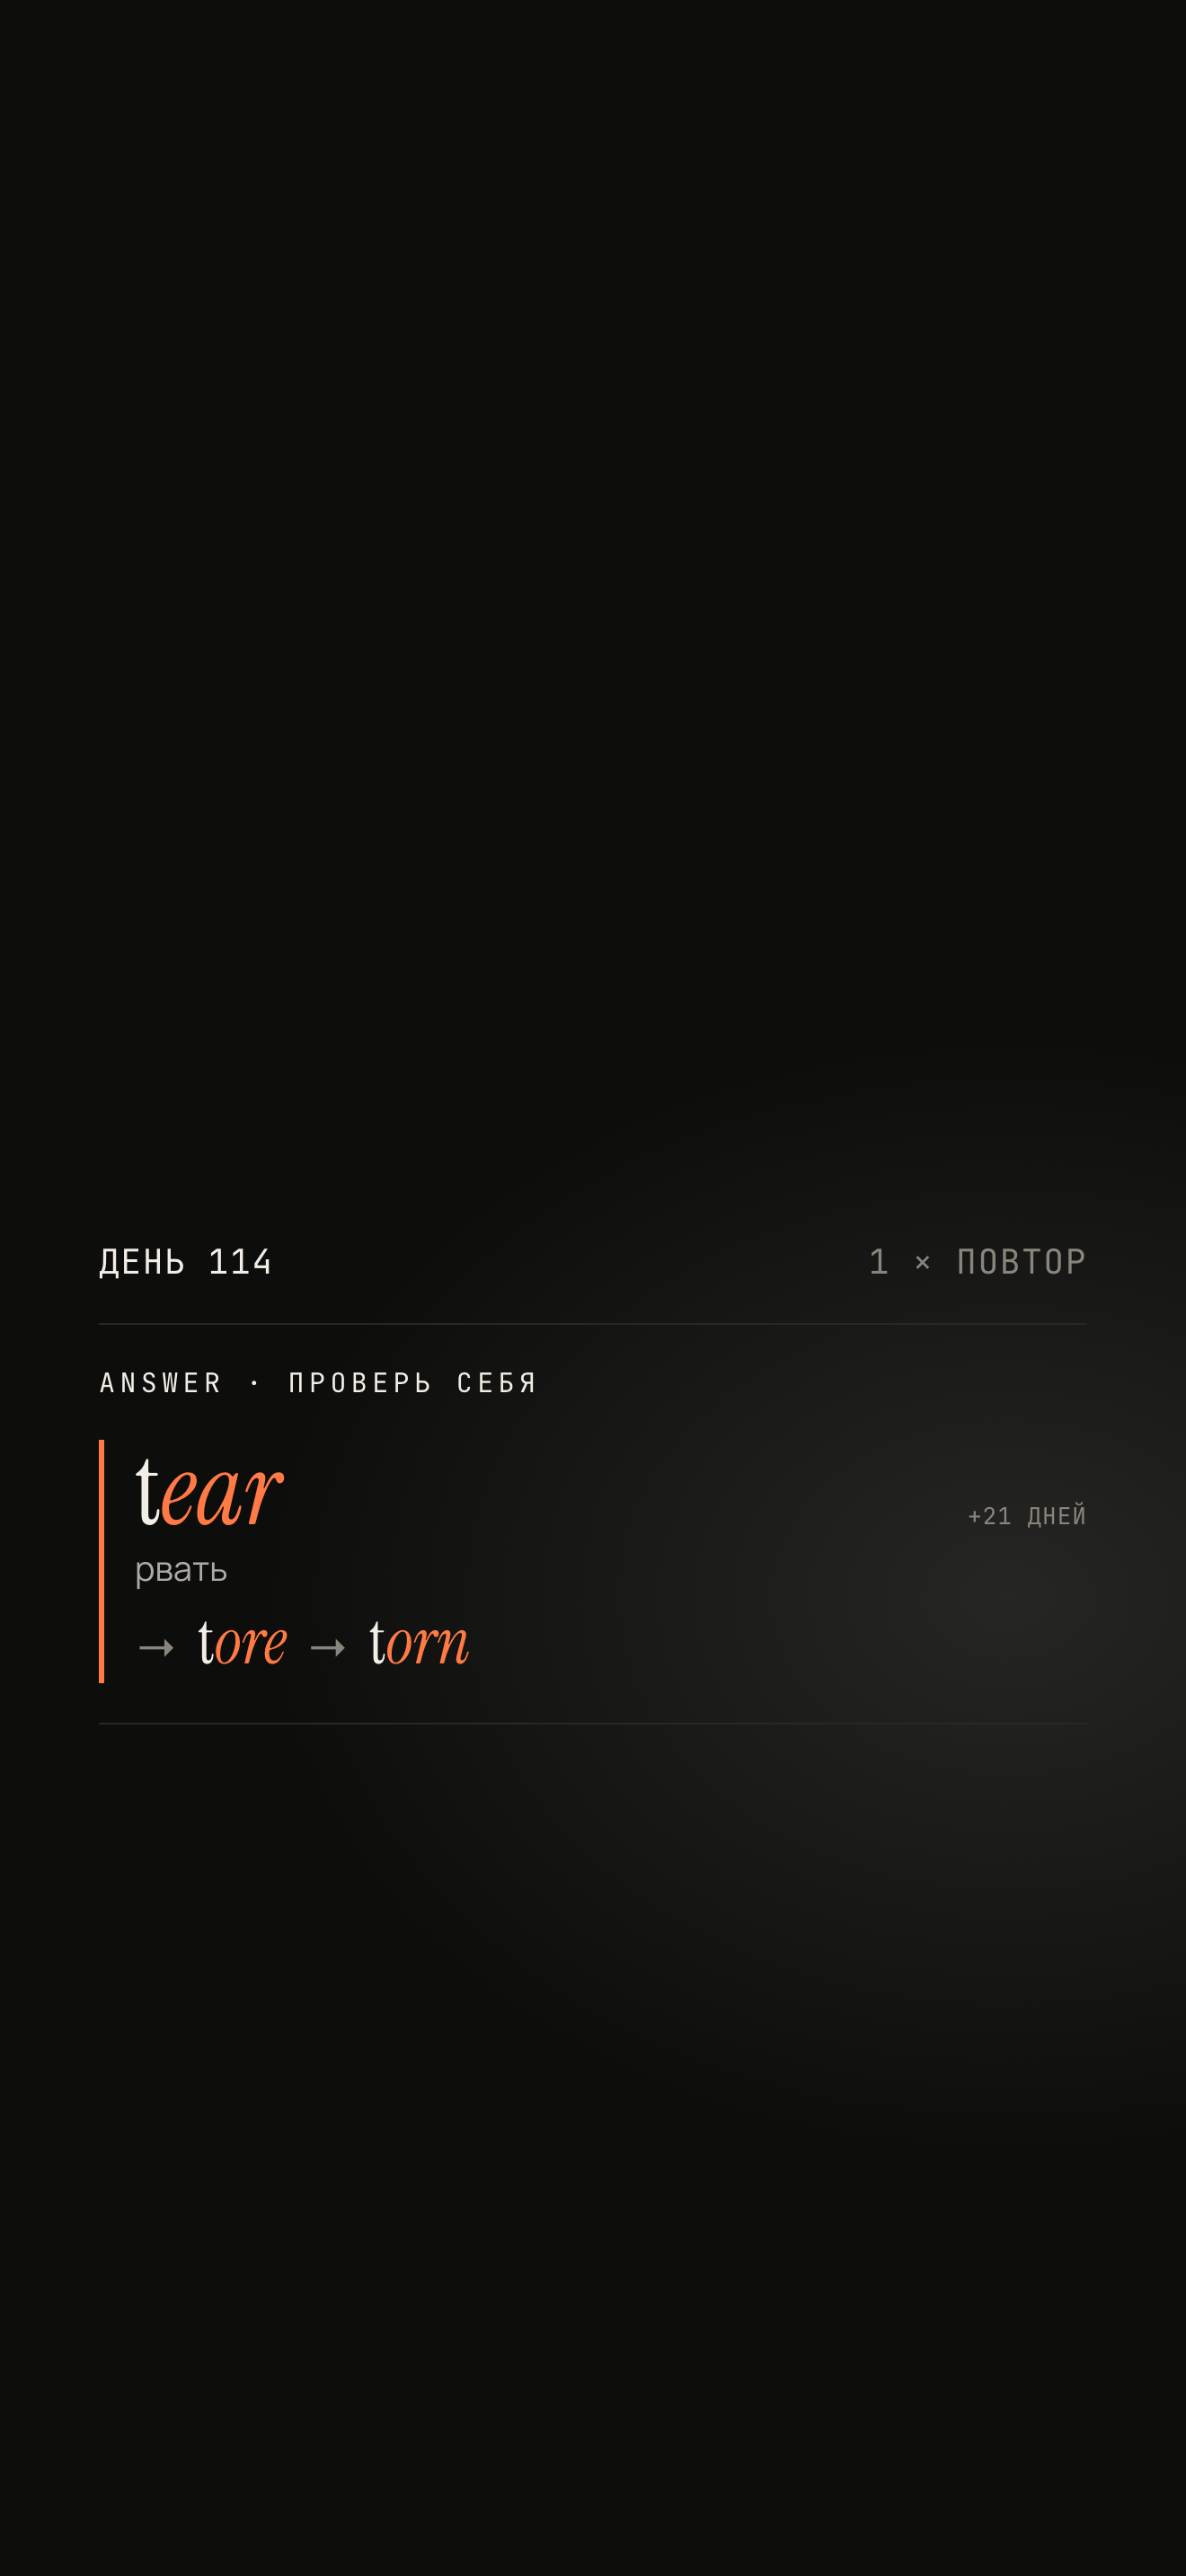 ДЕНЬ 114 1 × ПОВТОР
ANSWER · ПРОВЕРЬ СЕБЯ
tear
+21 ДНЕЙ
рвать
→ tore → torn